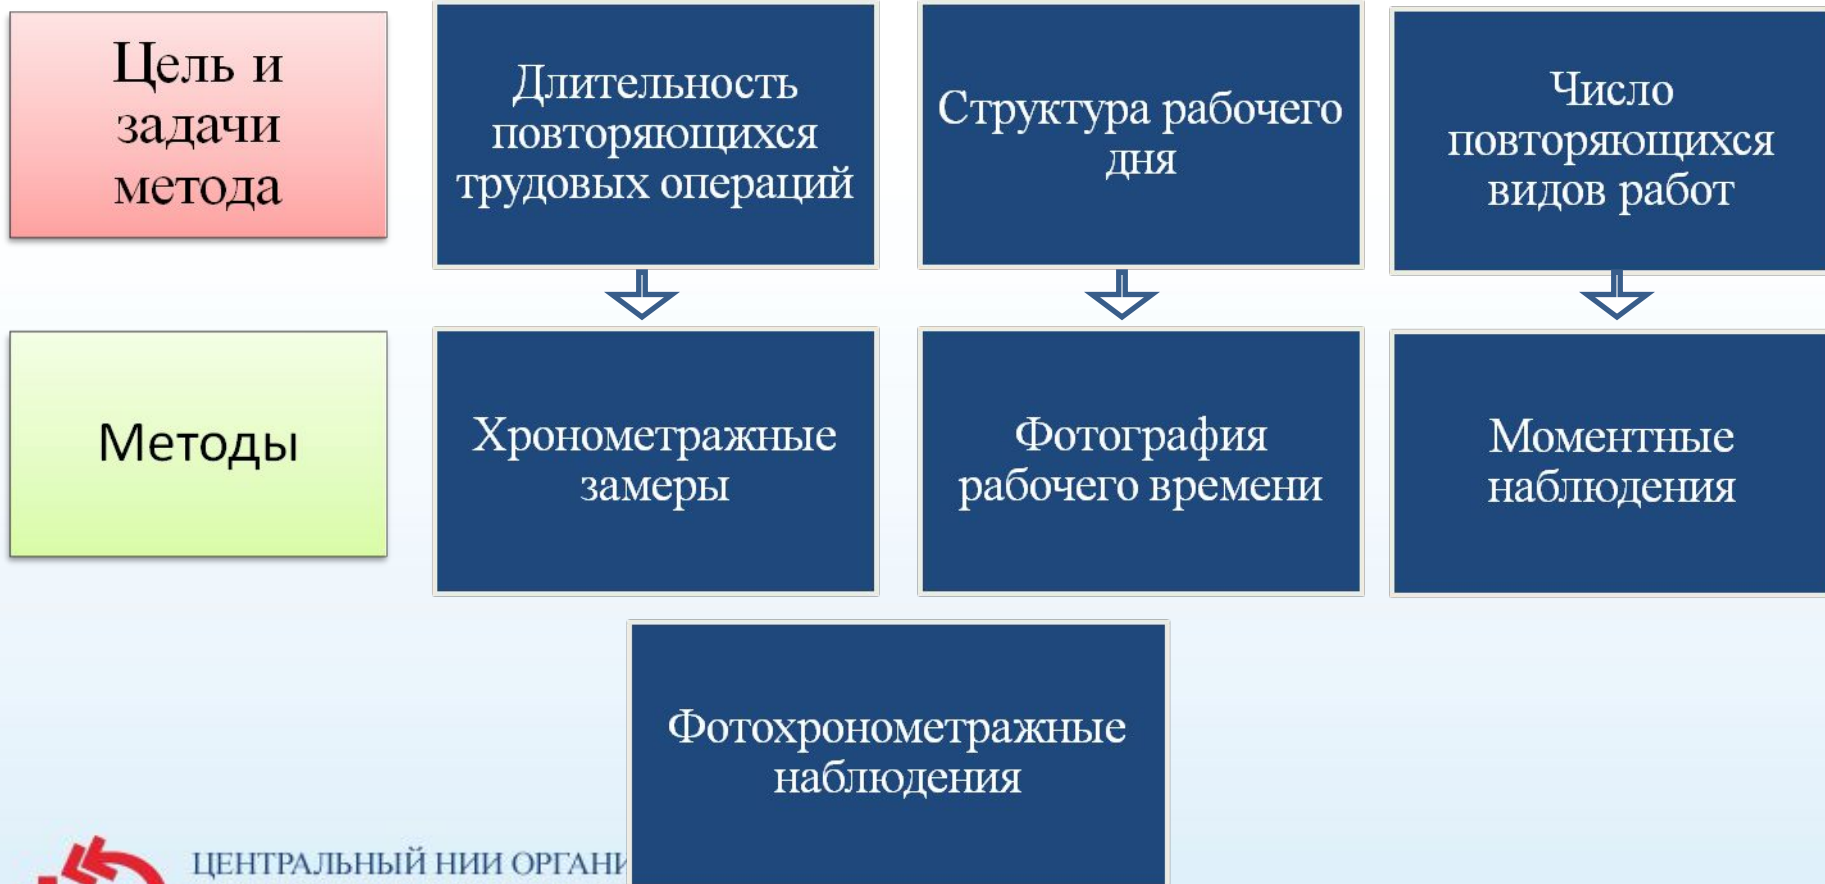 Цель и
задачи
метода
Длительность
повторяющихся
трудовых операций
Структура рабочего
дня
Число
повторяющихся
видов работ
Методы
Хронометражные
замеры
Фотография
рабочего времени
Моментные
наблюдения
Фотохронометражные
наблюдения
ЦЕНТРАЛЬНЫЙ НИИ ОРГАНИ